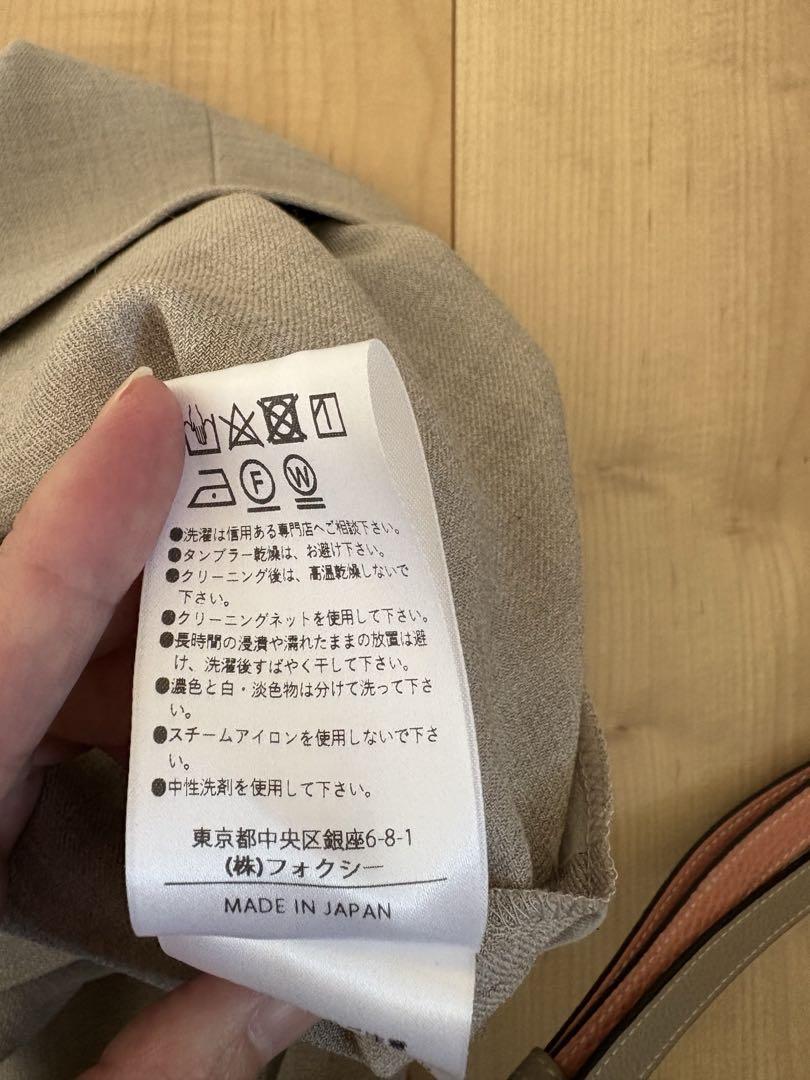 F W
●洗濯は信用ある専門店へご相談下さい。
●タンブラー乾燥は、お避け下さい。
●クリーニング後は、高温乾燥しないで
下さい。
●クリーニングネットを使用して下さい。
●長時間の浸漬や濡れたままの放置は避
け、洗濯後すばやく干して下さい。
●濃色と白・淡色物は分けて洗って下さ
い。
●スチームアイロンを使用しないで下さ
い。
●中性洗剤を使用して下さい。
東京都中央区銀座6-8-1
(株)フォクシー
MADE IN JAPAN